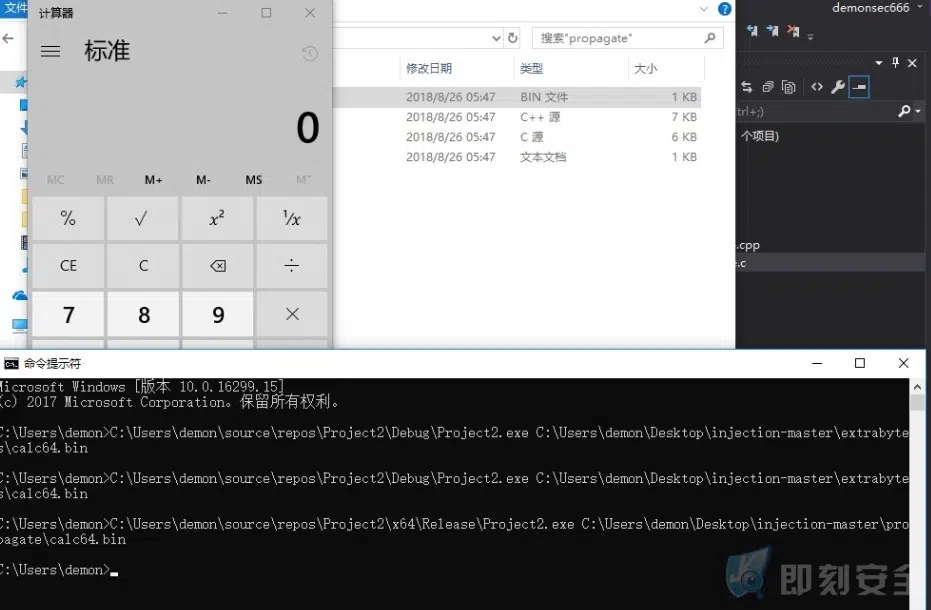 文件
计算器
demonsec666
标准
搜索"propagate"
修改日期 类型 大小
0
2018/8/26 05:47 BIN 文件 1 KB
2018/8/26 05:47 C++ 源 7 KB
2018/8/26 05:47 C 源 6 KB
2018/8/26 05:47 文本文档 1 KB
trl+;)
个项目)
MC MR M+ M- MS M˅
% √ x² ¹/x
CE C ÷
7 8 9 ×
.cpp
e.c
命令提示符
Microsoft Windows [版本 10.0.16299.15]
(c) 2017 Microsoft Corporation。保留所有权利。
C:\Users\demon>C:\Users\demon\source\repos\Project2\Debug\Project2.exe C:\Users\demon\Desktop\injection-master\extrabyte
s\calc64.bin
C:\Users\demon>C:\Users\demon\source\repos\Project2\Debug\Project2.exe C:\Users\demon\Desktop\injection-master\extrabyte
s\calc64.bin
C:\Users\demon>C:\Users\demon\source\repos\Project2\x64\Release\Project2.exe C:\Users\demon\Desktop\injection-master\pro
pagate\calc64.bin
C:\Users\demon>
即刻安全